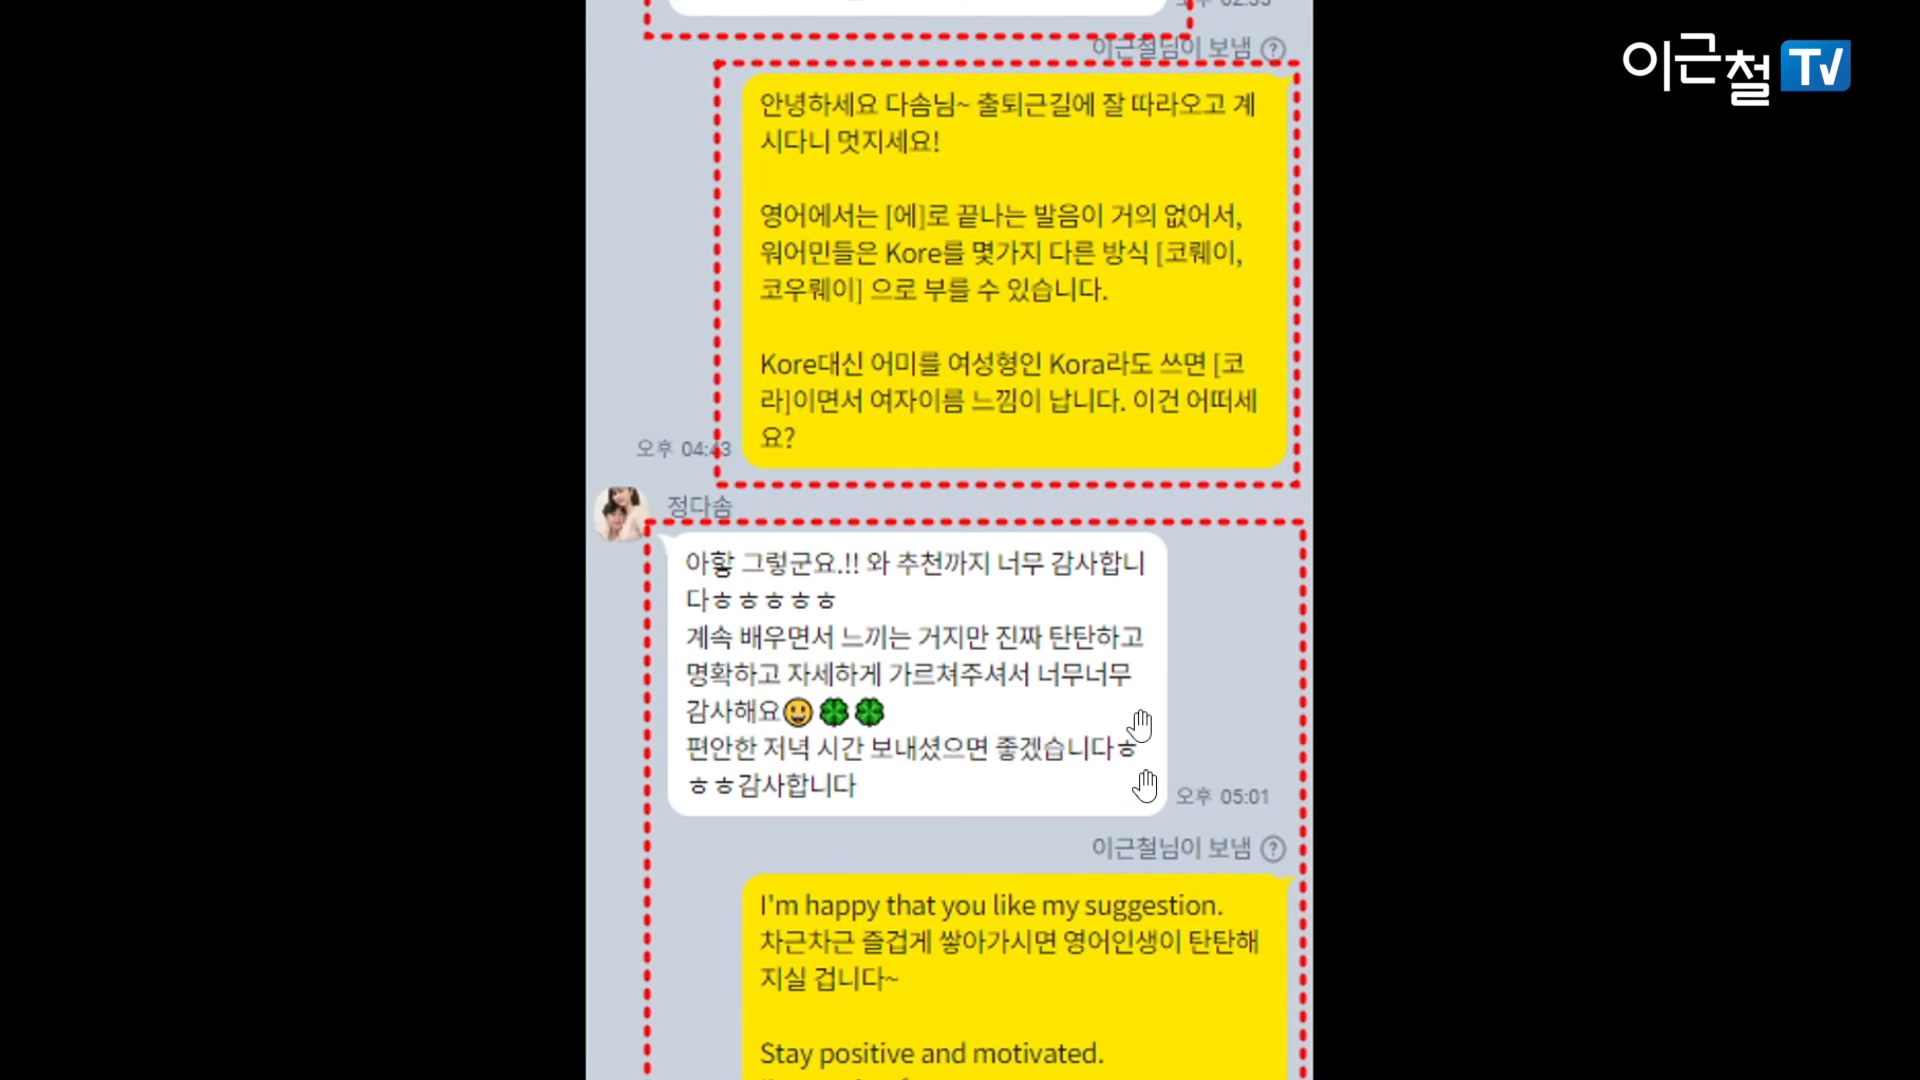 이근철 TV
이근철님이 보냄 ?
안녕하세요 다솜님~ 출퇴근길에 잘 따라오고 계
시다니 멋지세요!
영어에서는 [에]로 끝나는 발음이 거의 없어서,
워어민들은 Kore를 몇가지 다른 방식 [코뤠이,
코우뤠이] 으로 부를 수 있습니다.
Kore대신 어미를 여성형인 Kora라도 쓰면 [코
라]이면서 여자이름 느낌이 납니다. 이건 어떠세
요?
오후 04:43
정다솜
아핳 그렇군요.!! 와 추천까지 너무 감사합니
다ㅎㅎㅎㅎㅎ
계속 배우면서 느끼는 거지만 진짜 탄탄하고
명확하고 자세하게 가르쳐주셔서 너무너무
감사해요😀🍀🍀
편안한 저녁 시간 보내셨으면 좋겠습니다ㅎ
ㅎㅎ감사합니다
오후 05:01
이근철님이 보냄 ?
I'm happy that you like my suggestion.
차근차근 즐겁게 쌓아가시면 영어인생이 탄탄해
지실 겁니다~
Stay positive and motivated.